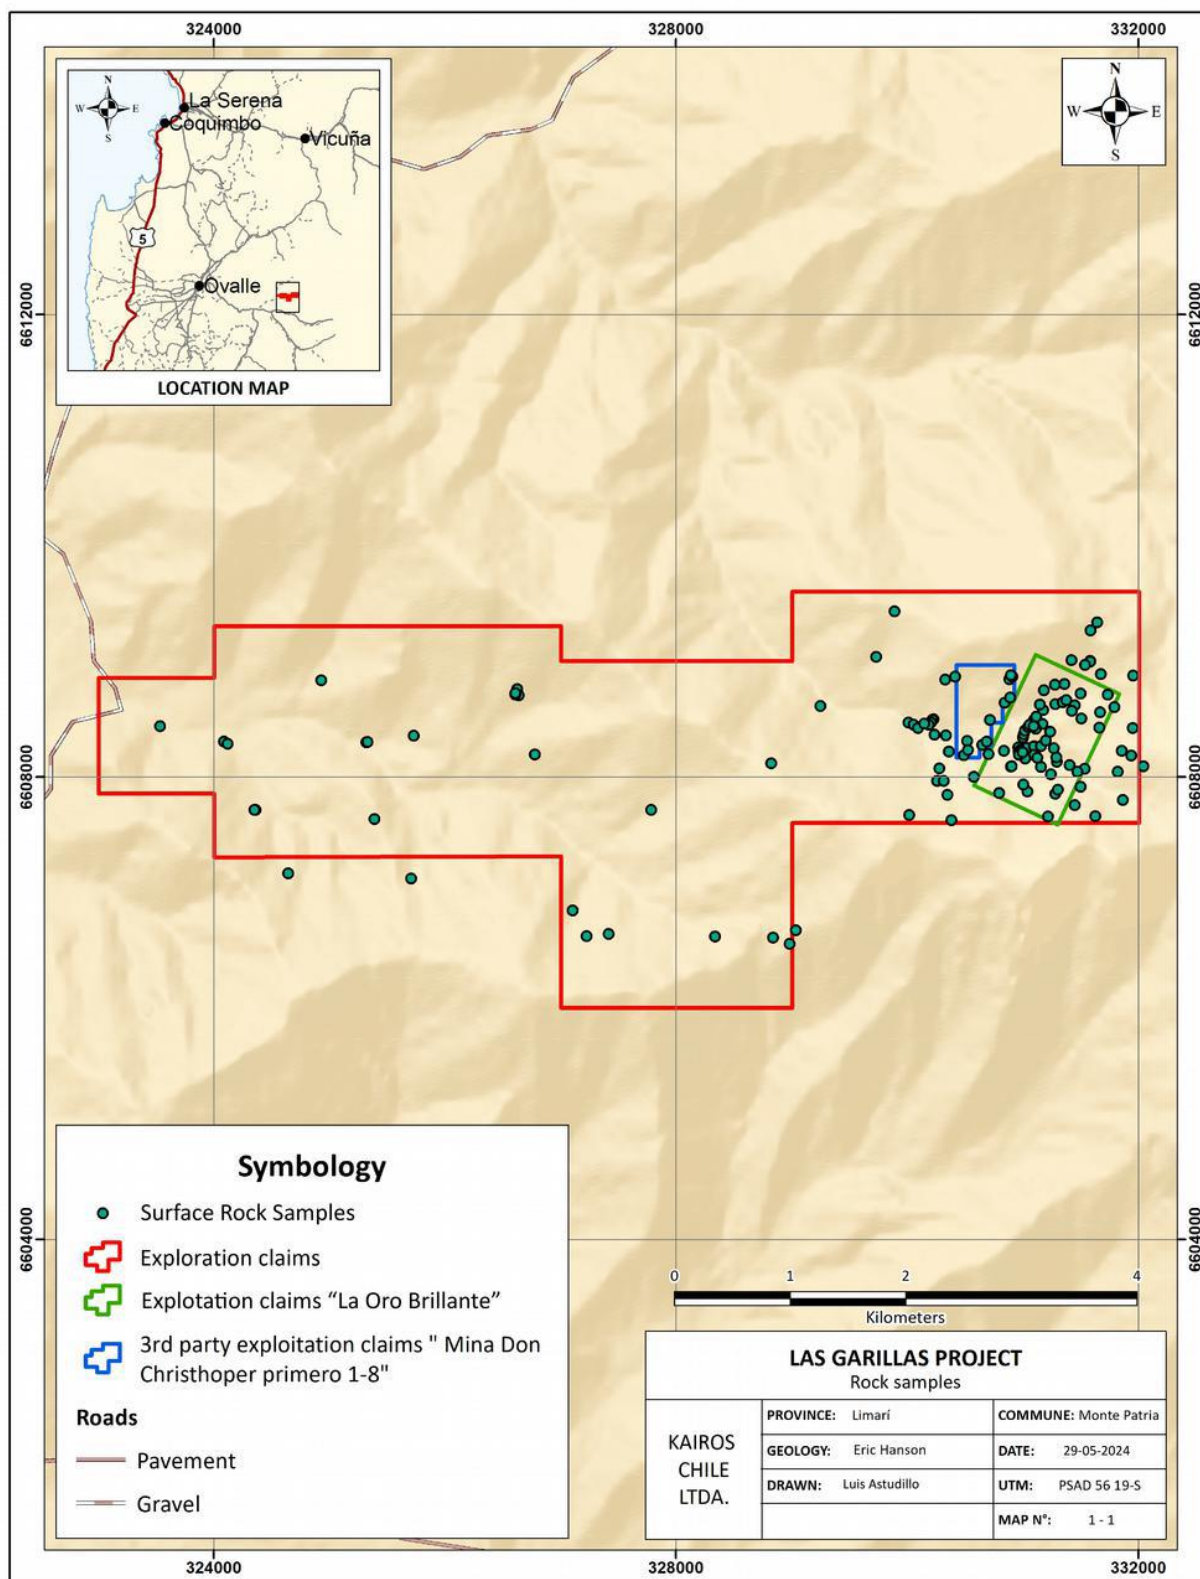 324000
328000
332000
N
W
E
S
La Serena
Coquimbo
Vicuña
5
Ovalle
LOCATION MAP
N
W
E
S
6612000
6612000
6608000
6608000
6604000
6604000
Symbology
Surface Rock Samples
Exploration claims
Explotation claims “La Oro Brillante”
3rd party exploitation claims " Mina Don
Christhoper primero 1-8"
Roads
Pavement
Gravel
0 1 2 4
Kilometers
LAS GARILLAS PROJECT
Rock samples
KAIROS
CHILE
LTDA.
PROVINCE: Limarí
COMMUNE: Monte Patria
GEOLOGY: Eric Hanson
DATE: 29-05-2024
DRAWN: Luis Astudillo
UTM: PSAD 56 19-S
MAP N°: 1 - 1
324000
328000
332000